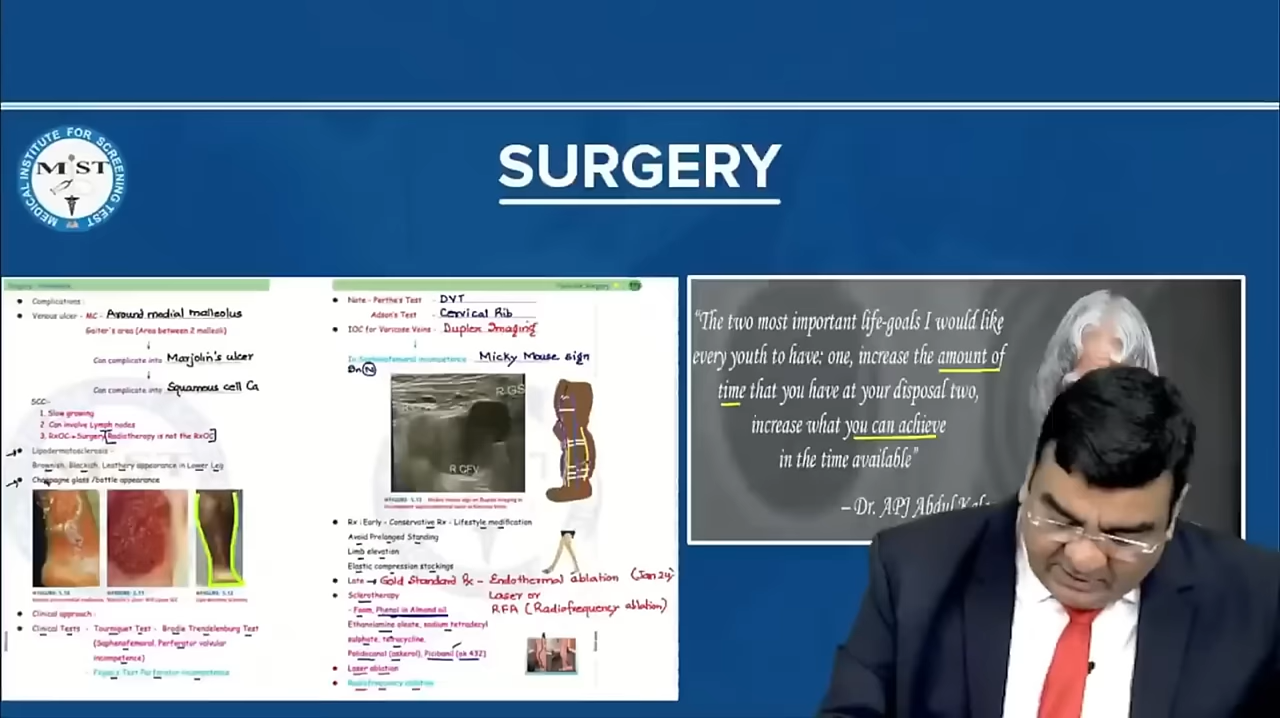 SURGERY
MEDICAL INSTITUTE FOR SCREENING TEST
MIST
Complications:
Venous ulcer - MC - Around medial malleolus
Gaiter's area (Area between 2 malleoli)
Can complicate into Marjolin's ulcer
Can complicate into Squamous cell Ca
SCC-
1. Slow growing
2. Can involve Lymph nodes
3. RxOC→Surgery [Radiotherapy is not the RxOC]
Lipodermatosclerosis -
Brownish, Blackish, Leathery appearance in Lower Leg
Champagne glass /bottle appearance
Clinical approach:
Clinical Tests - Tourniquet Test - Brodie Trendelenburg Test
(Saphenofemoral, Perforator valvular
incompetence)
- Fegan's Test Perforator incompetence
Note - Perthe's Test - DVT
Adson's Test - Cervical Rib
IOC for Varicose Veins - Duplex Imaging
In Saphenofemoral incompetence Micky Mouse sign
R GS
R CFV
Rx : Early - Conservative Rx - Lifestyle modification
Avoid Prolonged Standing
Limb elevation
Elastic compression stockings
Late → Gold Standard Rx - Endothermal ablation (Jan 24)
Sclerotherapy Laser or
- Foam, Phenol in Almond oil RFA (Radiofrequency ablation)
Ethanolamine oleate, sodium tetradecyl
sulphate, tetracycline,
Polidocanol (askerol), Picibanil (ok 432)
Laser ablation
Radiofrequency ablation
“The two most important life-goals I would like
every youth to have: one, increase the amount of
time that you have at your disposal two,
increase what you can achieve
in the time available”
– Dr. APJ Abdul